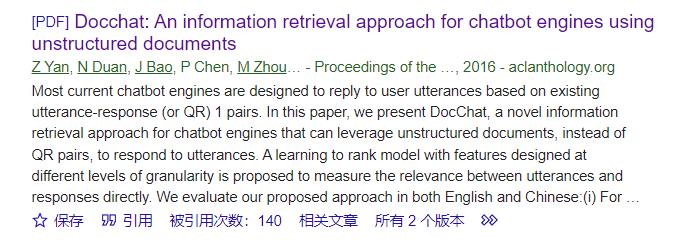 [PDF] Docchat: An information retrieval approach for chatbot engines using
unstructured documents
Z Yan, N Duan, J Bao, P Chen, M Zhou… - Proceedings of the …, 2016 - aclanthology.org
Most current chatbot engines are designed to reply to user utterances based on existing
utterance-response (or QR) 1 pairs. In this paper, we present DocChat, a novel information
retrieval approach for chatbot engines that can leverage unstructured documents, instead of
QR pairs, to respond to utterances. A learning to rank model with features designed at
different levels of granularity is proposed to measure the relevance between utterances and
responses directly. We evaluate our proposed approach in both English and Chinese:(i) For …
保存 引用 被引用次数：140 相关文章 所有 2 个版本